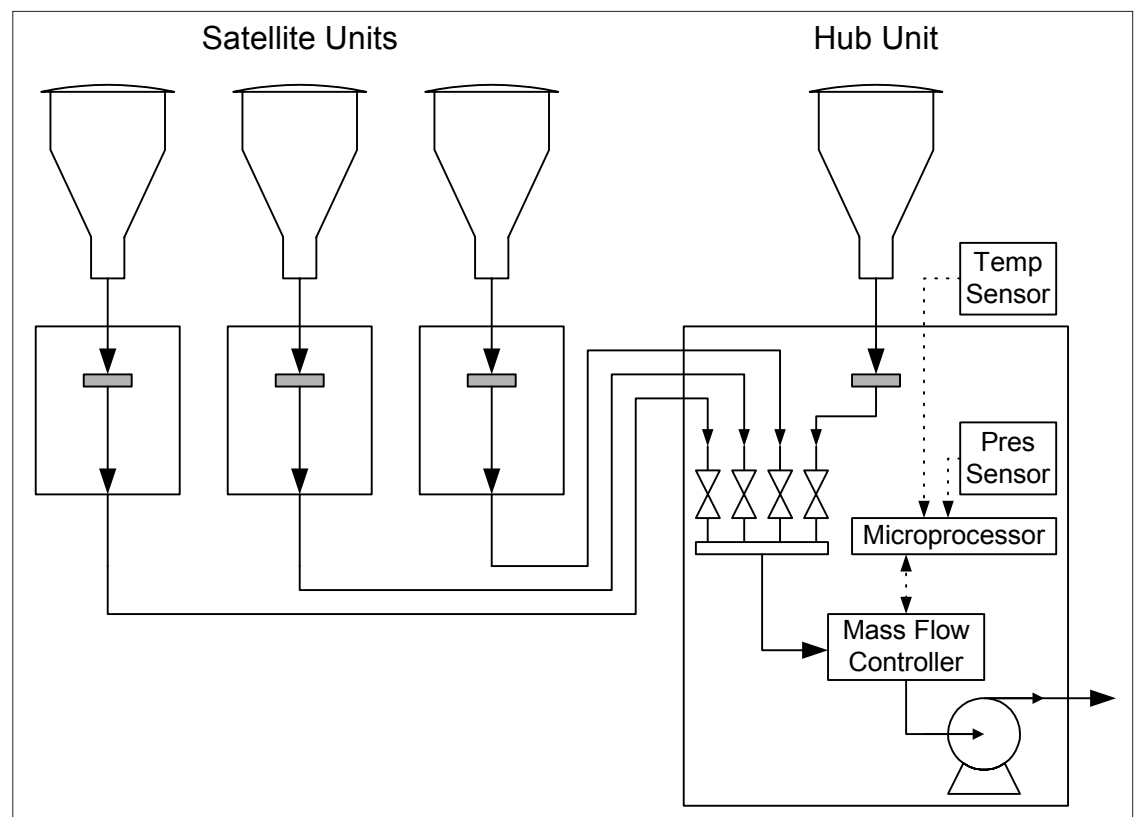 Satellite Units
Hub Unit
Temp
Sensor
Pres
Sensor
Microprocessor
Mass Flow
Controller